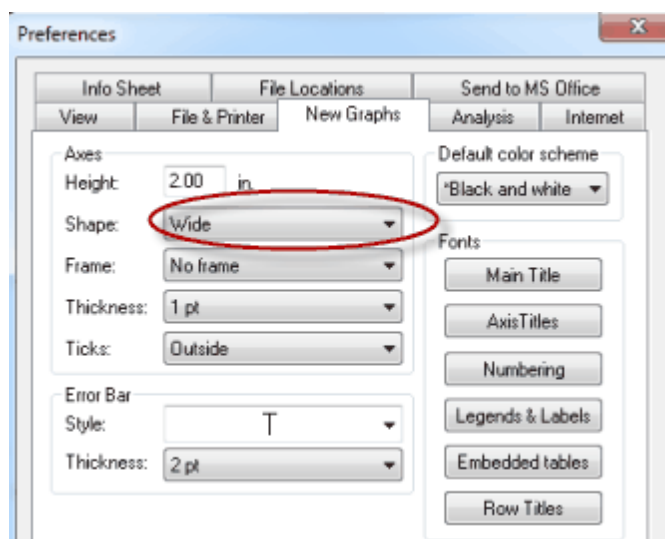 Preferences
Info Sheet File Locations Send to MS Office
View File & Printer New Graphs Analysis Internet
Axes
Height: 2.00 in.
Shape: Wide
Frame: No frame
Thickness: 1 pt
Ticks: Outside
Error Bar
Style:
Thickness: 2 pt
Default color scheme
*Black and white
Fonts
Main Title
AxisTitles
Numbering
Legends & Labels
Embedded tables
Row Titles